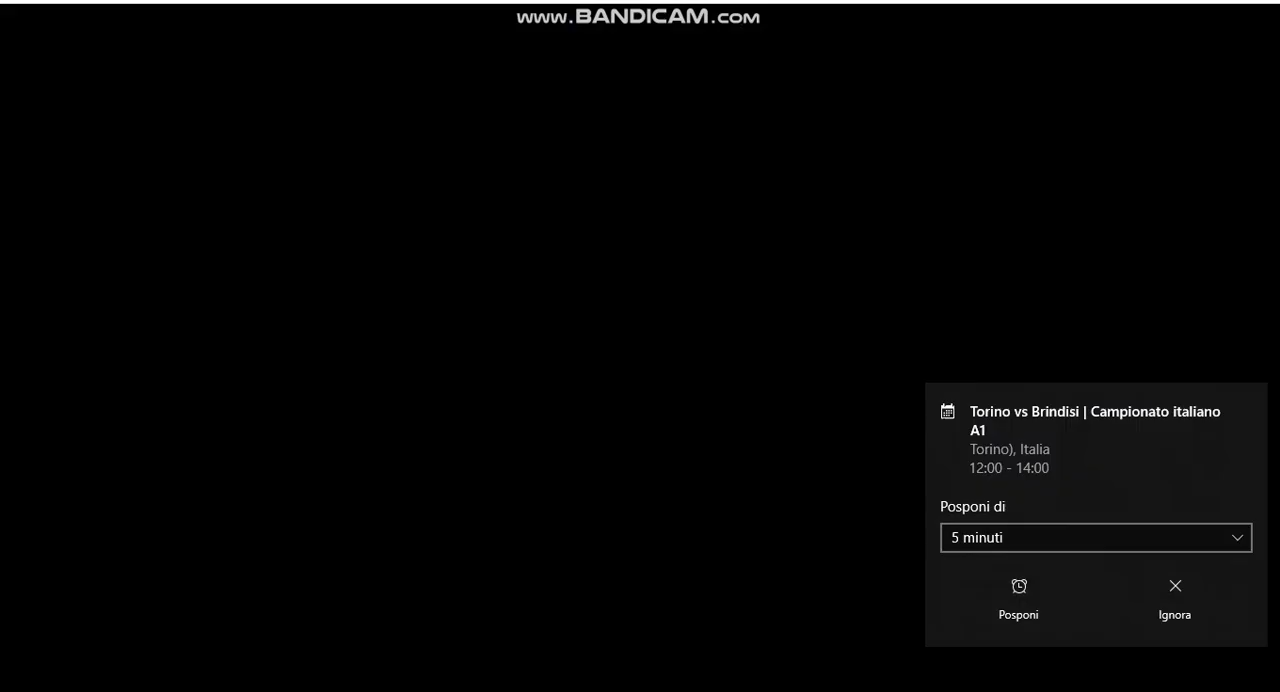 www.BANDICAM.COM
Torino vs Brindisi | Campionato italiano
A1
Torino), Italia
12:00 - 14:00
Posponi di
5 minuti
Posponi
Ignora